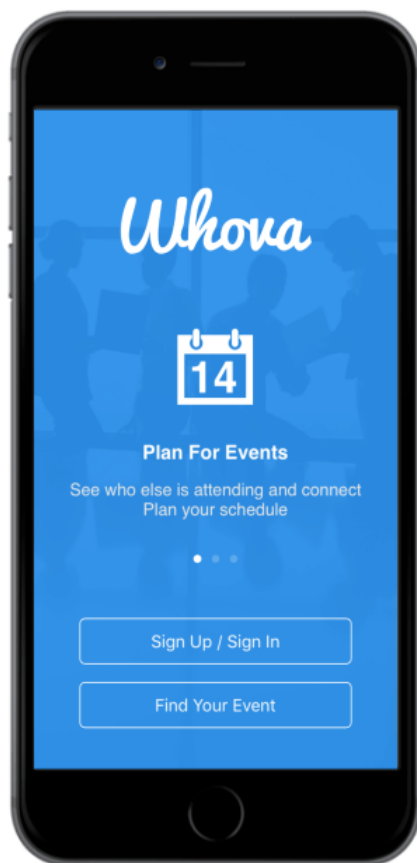 Whova
14
Plan For Events
See who else is attending and connect
Plan your schedule
Sign Up / Sign In
Find Your Event